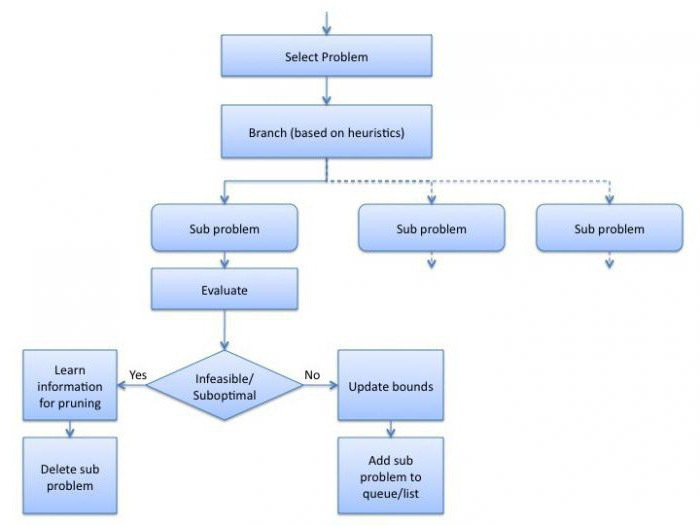 Select Problem
Branch (based on heuristics)
Sub problem
Sub problem
Sub problem
Evaluate
Infeasible/
Suboptimal
Yes
No
Learn
information
for pruning
Update bounds
Delete sub
problem
Add sub
problem to
queue/list